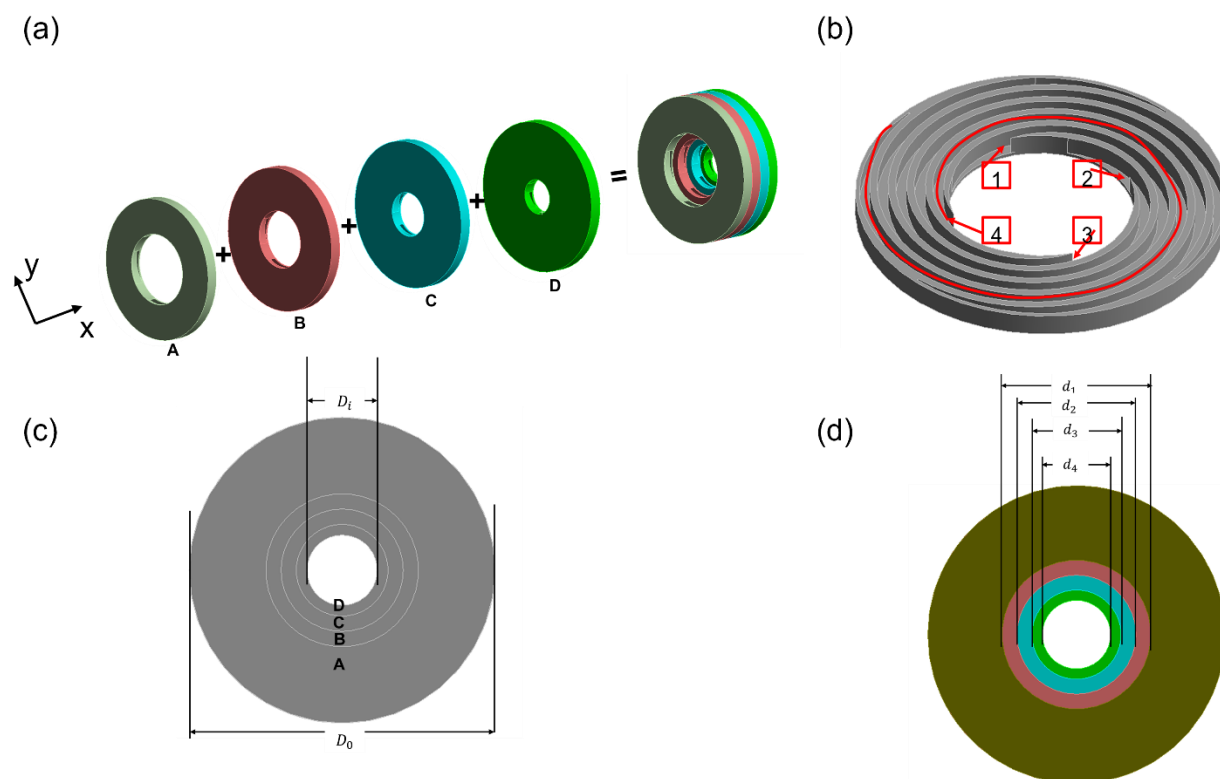 (a)
+
+
+
=
A
B
C
D
y
x
(b)
1
2
4
3
(c)
D_i
D
C
B
A
D_0
(d)
d_1
d_2
d_3
d_4